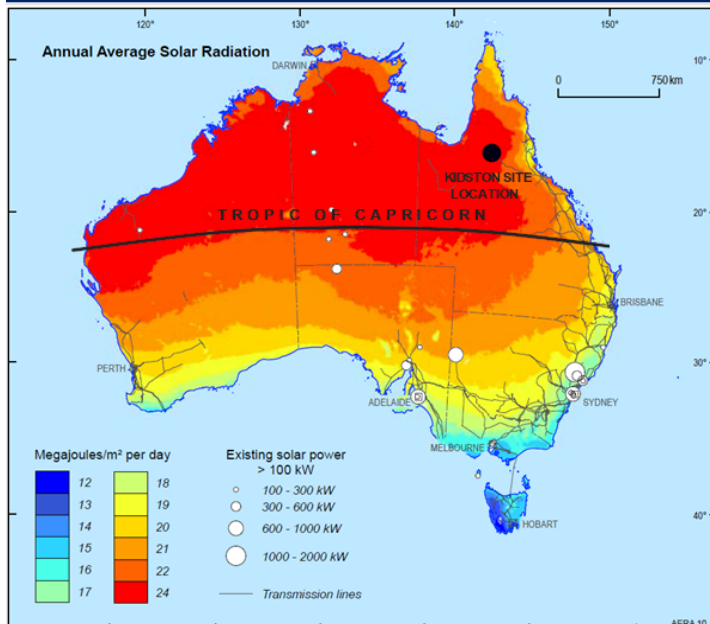 120°
130°
140°
150°
Annual Average Solar Radiation
DARWIN
10°
0
750 km
KIDSTON SITE
LOCATION
TROPIC OF CAPRICORN
20°
BRISBANE
PERTH
30°
ADELAIDE
SYDNEY
MELBOURNE
Megajoules/m² per day
12
13
14
15
16
17
18
19
20
21
22
24
Existing solar power
> 100 kW
100 - 300 kW
300 - 600 kW
600 - 1000 kW
1000 - 2000 kW
Transmission lines
40°
HOBART
AERA 10